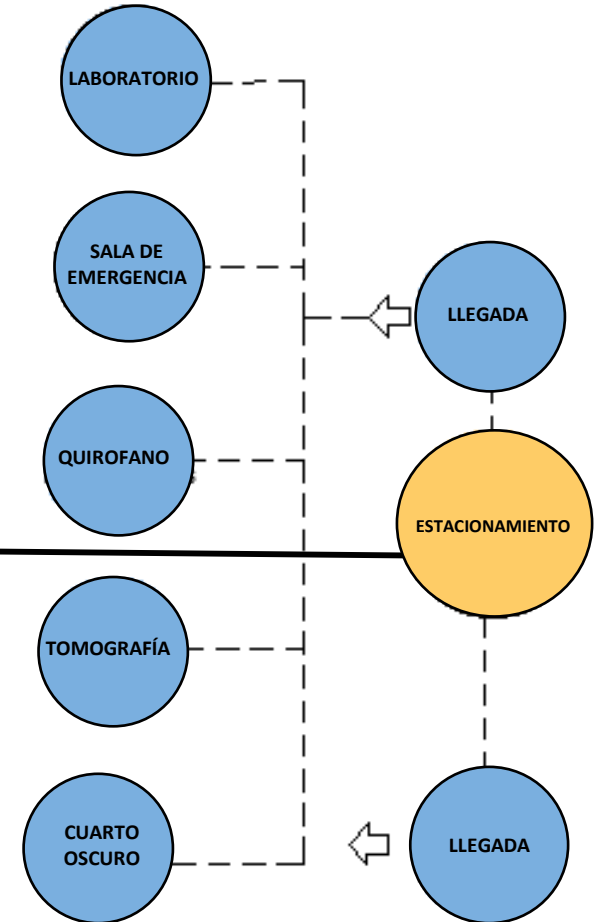 LABORATORIO
SALA DE
EMERGENCIA
LLEGADA
QUIROFANO
ESTACIONAMIENTO
TOMOGRAFÍA
CUARTO
OSCURO
LLEGADA